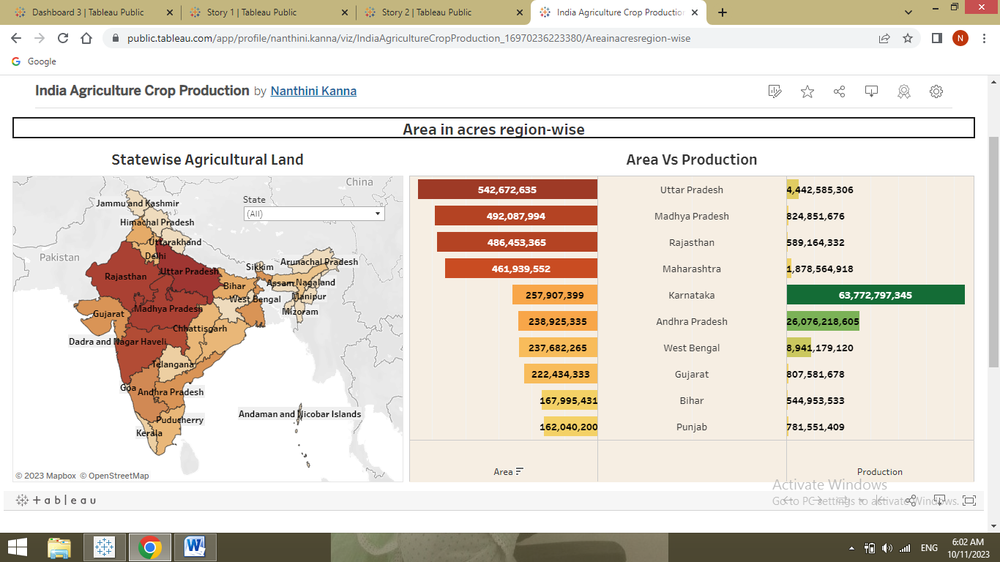 Dashboard 3 | Tableau Public
Story 1 | Tableau Public
Story 2 | Tableau Public
India Agriculture Crop Production
public.tableau.com/app/profile/nanthini.kanna/viz/IndiaAgricultureCropProduction_16970236223380/Areainacresregion-wise
N
Google
India Agriculture Crop Production by Nanthini Kanna
Area in acres region-wise
Statewise Agricultural Land
China
Jammu and Kashmir
State
(All)
Himachal Pradesh
Uttarakhand
Pakistan
Delhi
Arunachal Pradesh
Sikkim
Rajasthan
Uttar Pradesh
Bihar
Assam
Nagaland
West Bengal
Manipur
Gujarat
Madhya Pradesh
Mizoram
Chhattisgarh
Dadra and Nagar Haveli
Telangana
Goa
Andhra Pradesh
Andaman and Nicobar Islands
Puducherry
Kerala
© 2023 Mapbox © OpenStreetMap
Area Vs Production
542,672,635 Uttar Pradesh 4,442,585,306
492,087,994 Madhya Pradesh 824,851,676
486,453,365 Rajasthan 589,164,332
461,939,552 Maharashtra 1,878,564,918
257,907,399 Karnataka 63,772,797,345
238,925,335 Andhra Pradesh 26,076,218,605
237,682,265 West Bengal 8,941,179,120
222,434,333 Gujarat 807,581,678
167,995,431 Bihar 544,953,533
162,040,200 Punjab 781,551,409
Area Production
Activate Windows
Go to PC settings to activate Windows.
+ a b | e a u
ENG
6:02 AM
10/11/2023